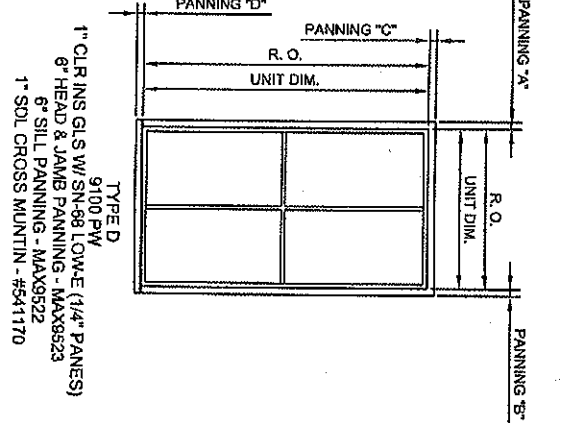 PANNING "D"
PANNING "C"
R. O.
UNIT DIM.
PANNING "A"
R. O.
UNIT DIM.
PANNING "B"
TYPE D
9100 PW
1" CLR INS GLS W/ SN-68 LOW-E (1/4" PANES)
6" HEAD & JAMB PANNING - MAX9523
6" SILL PANNING - MAX9522
1" SDL CROSS MUNTIN - #541170